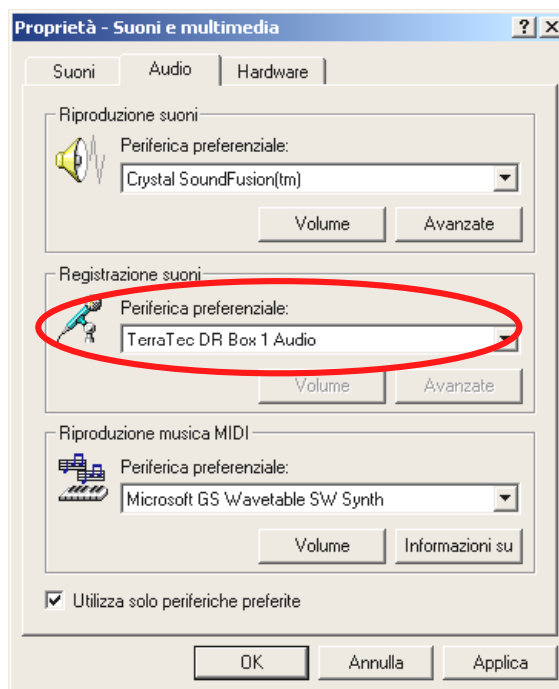 Proprietà - Suoni e multimedia
Suoni Audio Hardware
Riproduzione suoni
Periferica preferenziale:
Crystal SoundFusion(tm)
Volume Avanzate
Registrazione suoni
Periferica preferenziale:
TerraTec DR Box 1 Audio
Volume Avanzate
Riproduzione musica MIDI
Periferica preferenziale:
Microsoft GS Wavetable SW Synth
Volume Informazioni su
Utilizza solo periferiche preferite
OK Annulla Applica